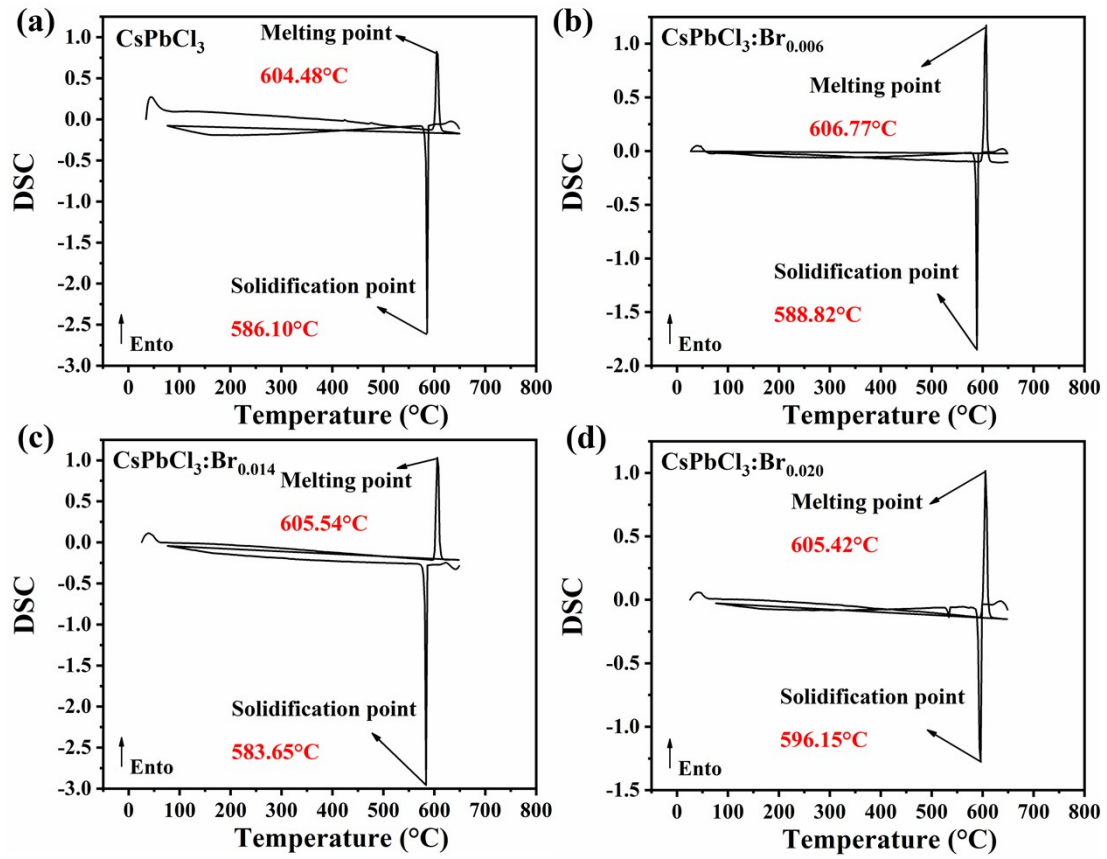 (a)
CsPbCl3
Melting point
604.48°C
Solidification point
586.10°C
Ento
DSC
1.0
0.5
0.0
-0.5
-1.0
-1.5
-2.0
-2.5
-3.0
0 100 200 300 400 500 600 700 800
Temperature (°C)
(b)
CsPbCl3:Br0.006
Melting point
606.77°C
Solidification point
588.82°C
Ento
DSC
1.0
0.5
0.0
-0.5
-1.0
-1.5
-2.0
0 100 200 300 400 500 600 700 800
Temperature (°C)
(c)
CsPbCl3:Br0.014
Melting point
605.54°C
Solidification point
583.65°C
Ento
DSC
1.0
0.5
0.0
-0.5
-1.0
-1.5
-2.0
-2.5
-3.0
0 100 200 300 400 500 600 700 800
Temperature (°C)
(d)
CsPbCl3:Br0.020
Melting point
605.42°C
Solidification point
596.15°C
Ento
DSC
1.0
0.5
0.0
-0.5
-1.0
-1.5
0 100 200 300 400 500 600 700 800
Temperature (°C)